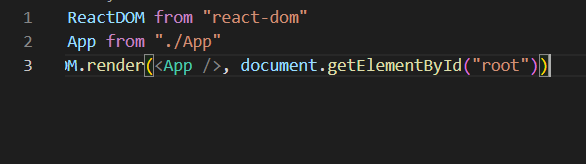 1 ReactDOM from "react-dom"
2 App from "./App"
3 M.render(<App />, document.getElementById("root"))